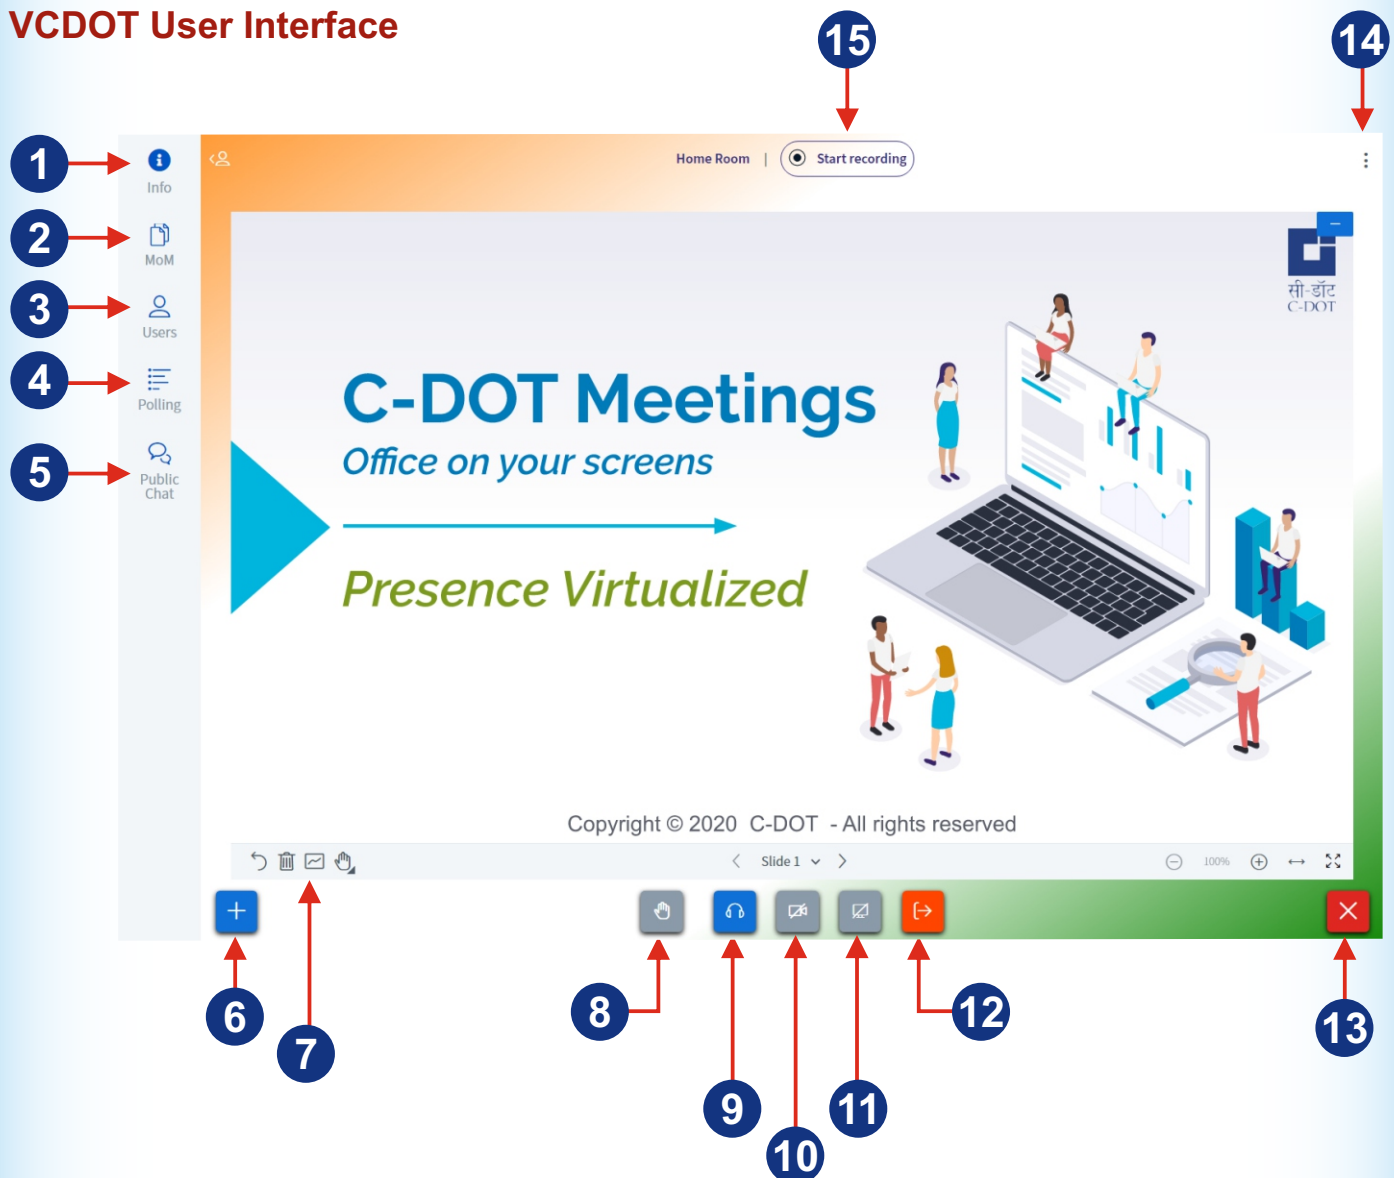 VCDOT User Interface
15
14
1
Info
Home Room | Start recording
2
MoM
सी-डॉट
C-DOT
3
Users
4
Polling
C-DOT Meetings
5
Public
Chat
Office on your screens
Presence Virtualized
Copyright © 2020 C-DOT - All rights reserved
Slide 1
100%
6
7
8
9
10
11
12
13